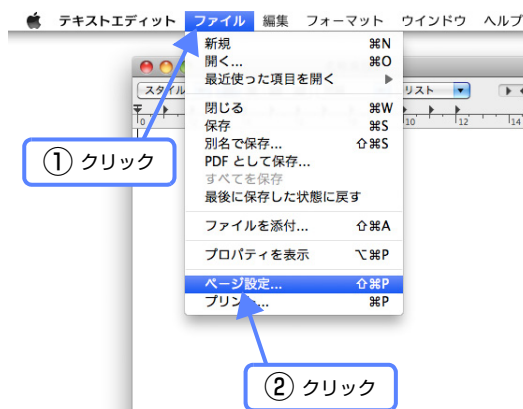 テキストエディット ファイル 編集 フォーマット ウインドウ ヘルプ
新規 ⌘N
開く... ⌘O
最近使った項目を開く ▶
スタイル
リスト
閉じる ⌘W
保存 ⌘S
0 10 12 14
別名で保存... ⇧⌘S
① クリック
PDF として保存...
すべてを保存
最後に保存した状態に戻す
ファイルを添付... ⇧⌘A
プロパティを表示 ⌥⌘P
ページ設定... ⇧⌘P
プリント... ⌘P
② クリック